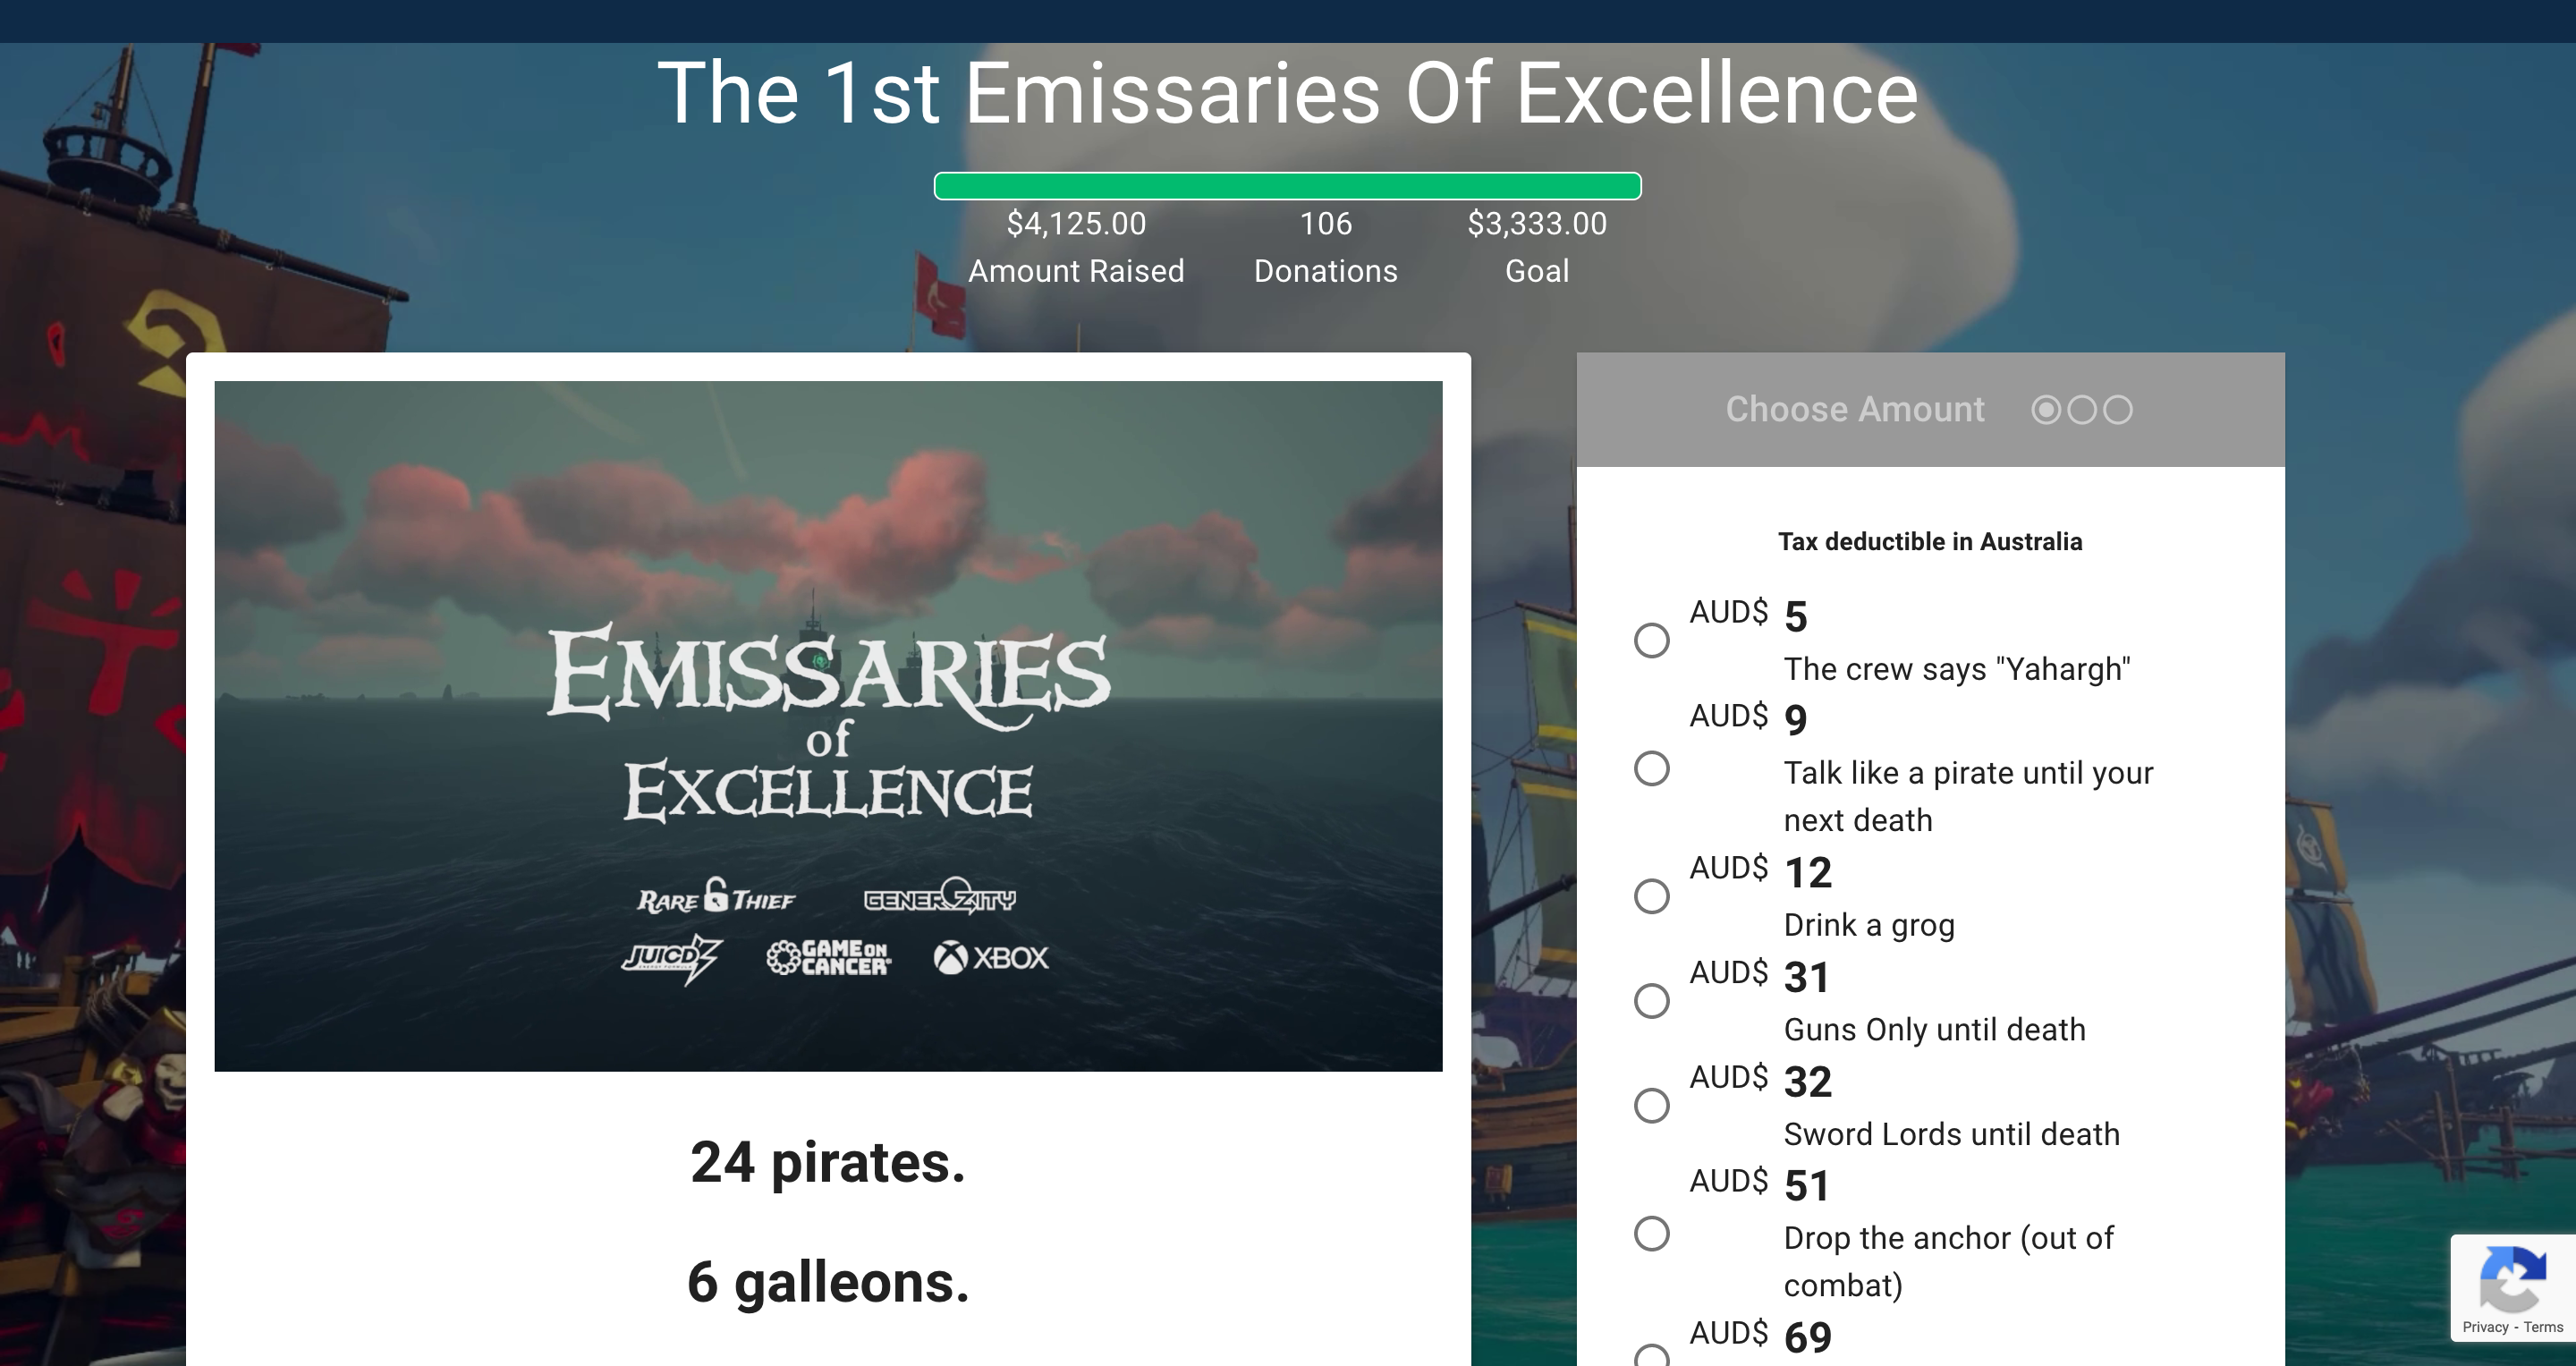 The 1st Emissaries Of Excellence
$4,125.00 106 $3,333.00
Amount Raised Donations Goal
EMISSARIES
of
EXCELLENCE
RARE THIEF GENEROZITY
JUICD GAME ON CANCER XBOX
24 pirates.
6 galleons.
Choose Amount
Tax deductible in Australia
AUD$ 5
The crew says "Yahargh"
AUD$ 9
Talk like a pirate until your
next death
AUD$ 12
Drink a grog
AUD$ 31
Guns Only until death
AUD$ 32
Sword Lords until death
AUD$ 51
Drop the anchor (out of
combat)
AUD$ 69
Privacy - Terms